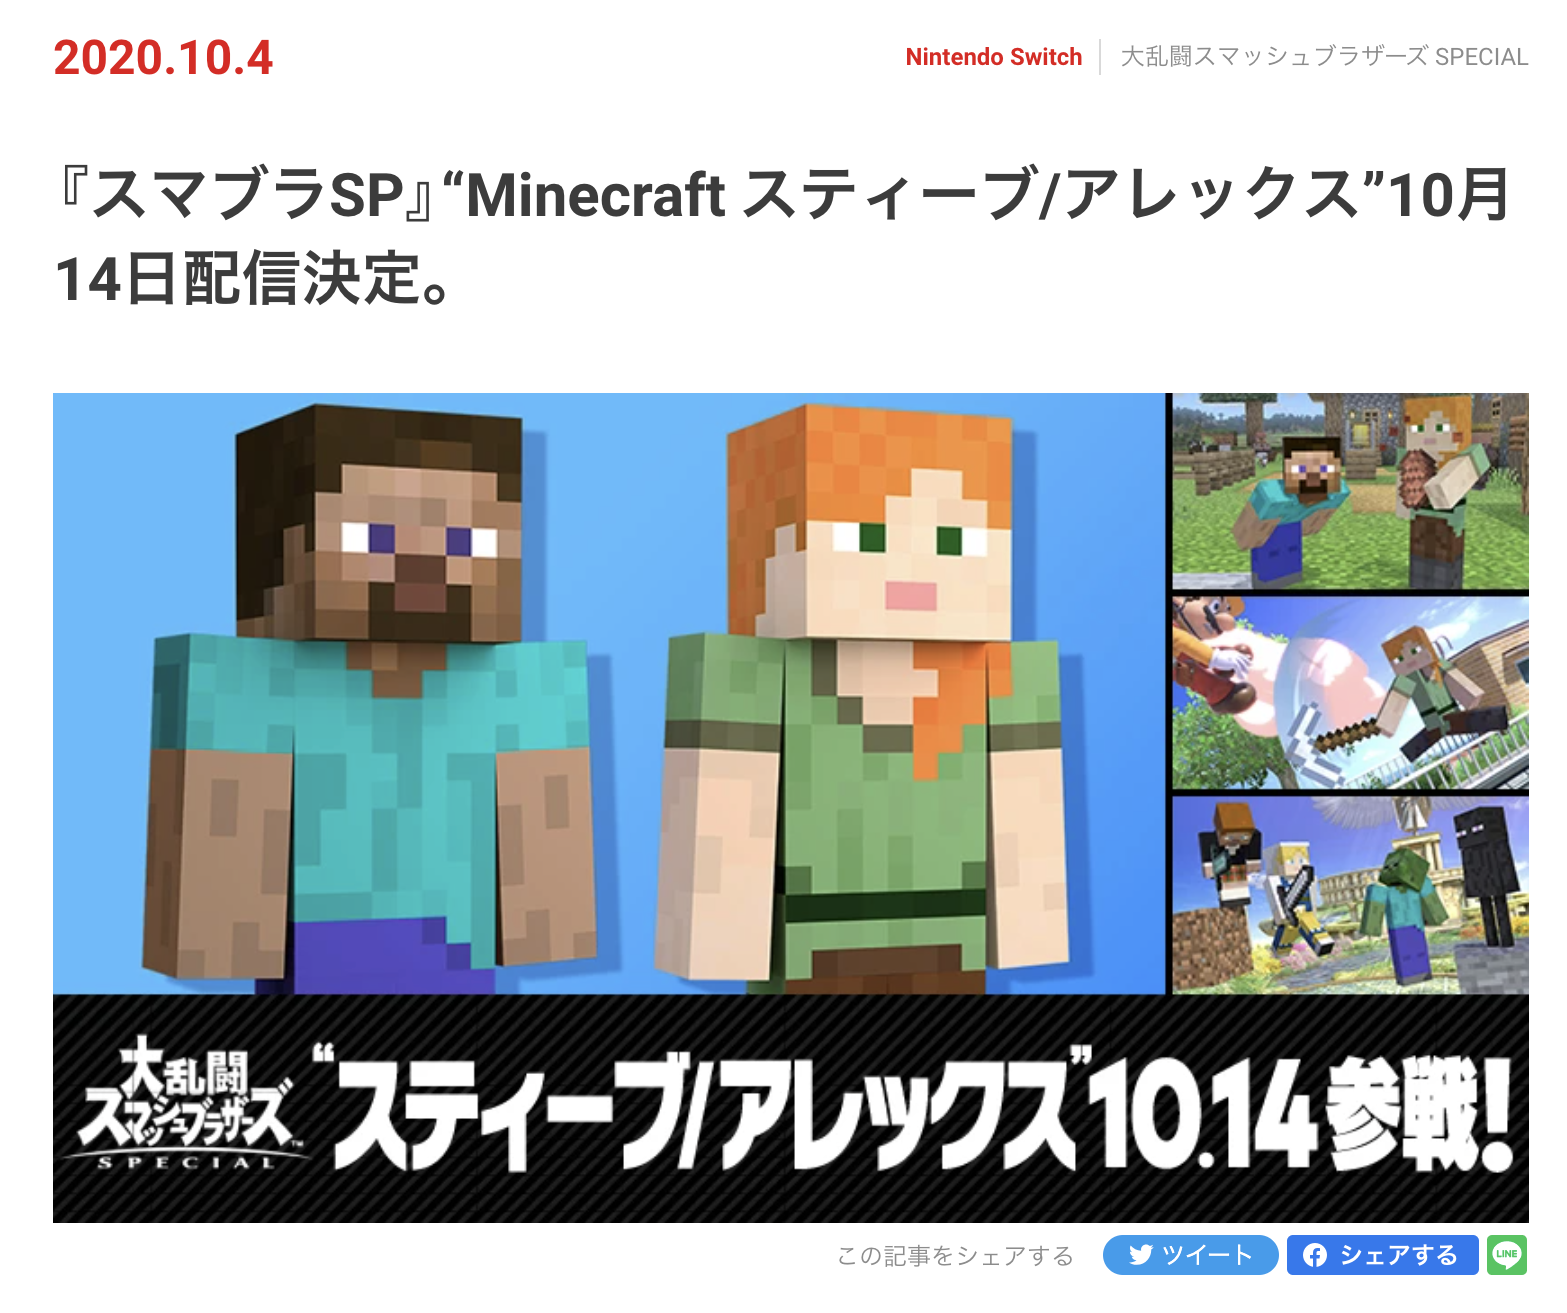 2020.10.4
Nintendo Switch
大乱闘スマッシュブラザーズ SPECIAL
『スマブラSP』“Minecraft スティーブ/アレックス”10月
14日配信決定。
大乱闘
スマッシュブラザーズ™
SPECIAL
“スティーブ/アレックス”10.14 参戦!
この記事をシェアする
ツイート
シェアする
LINE